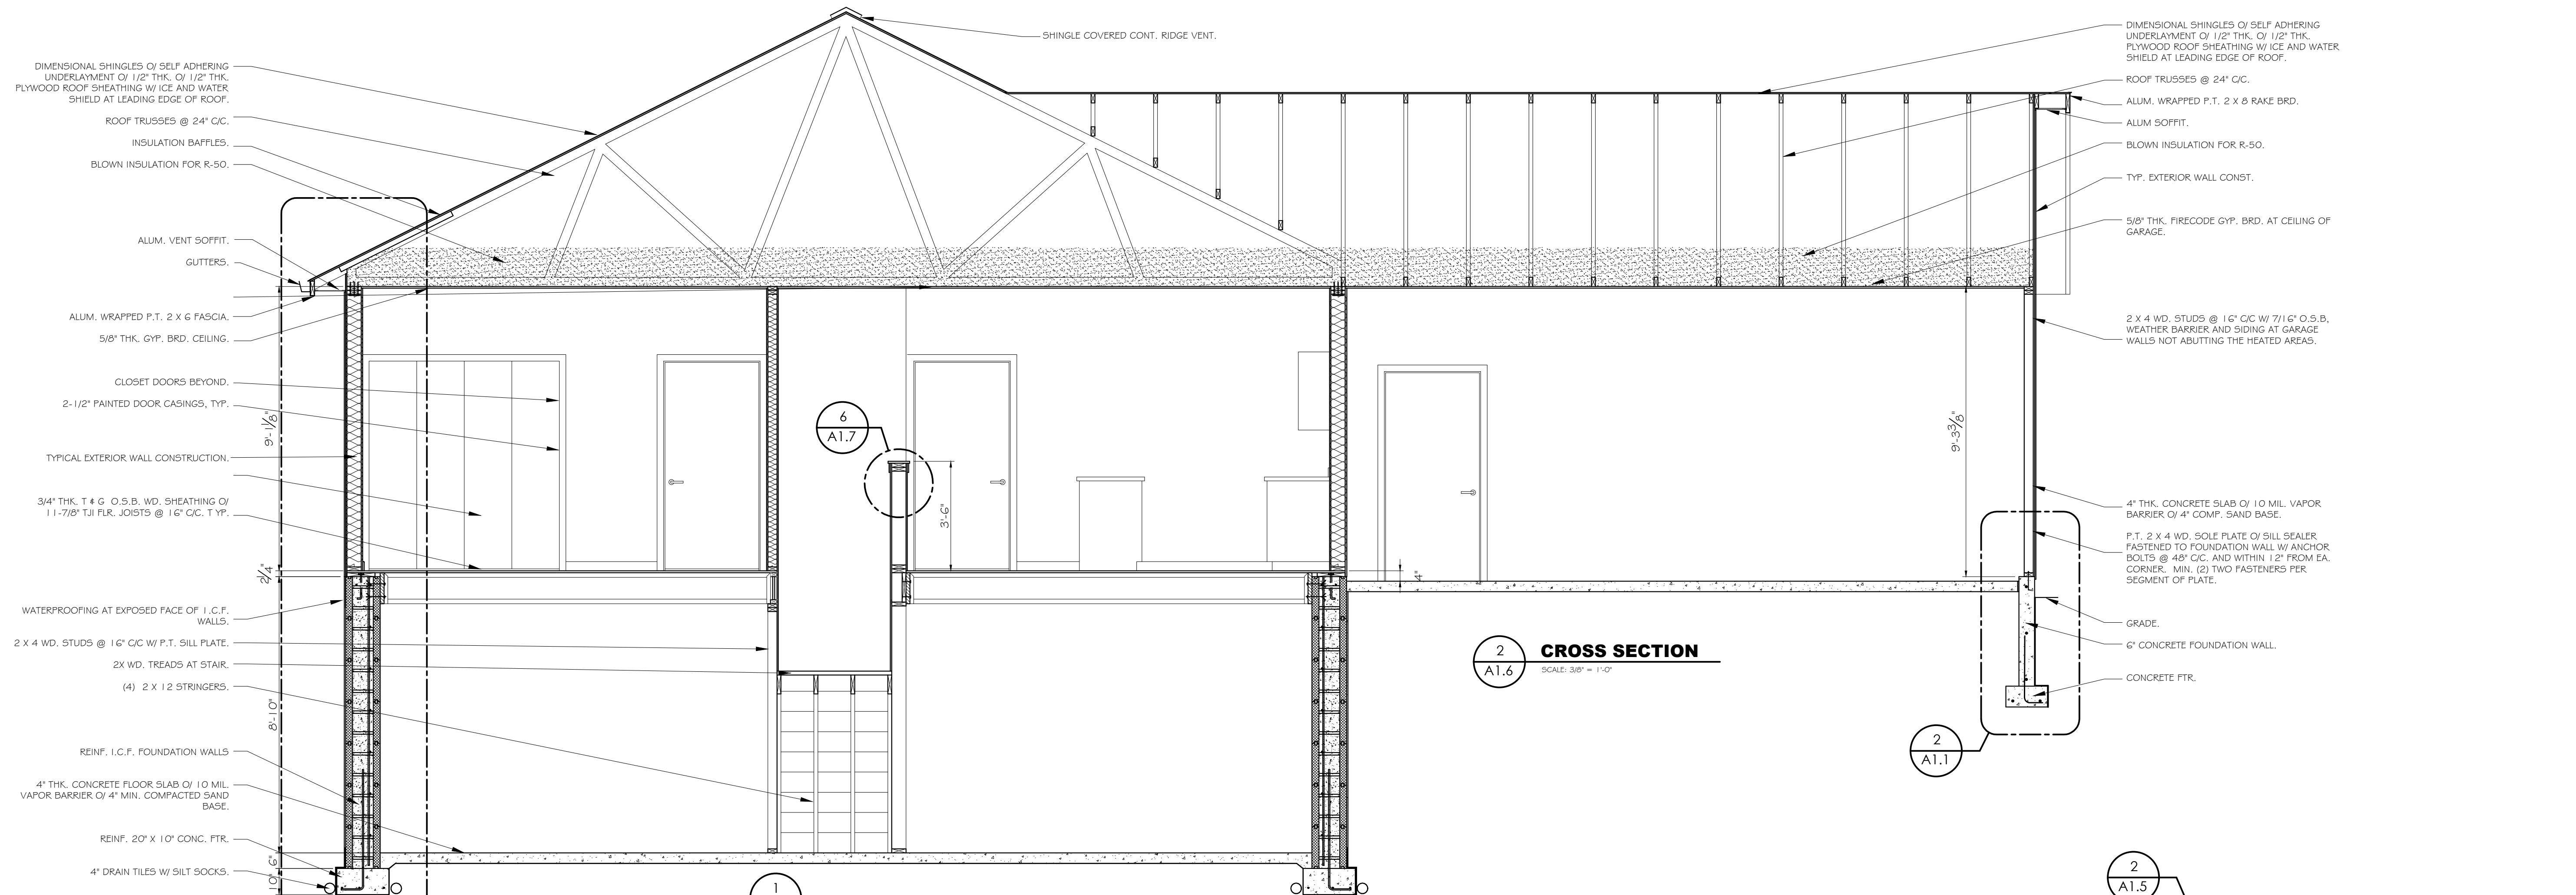 SHINGLE COVERED CONT. RIDGE VENT.
DIMENSIONAL SHINGLES O/ SELF ADHERING
UNDERLAYMENT O/ 1/2" THK. O/ 1/2" THK.
PLYWOOD ROOF SHEATHING W/ ICE AND WATER
SHIELD AT LEADING EDGE OF ROOF.
ROOF TRUSSES @ 24" C/C.
INSULATION BAFFLES.
BLOWN INSULATION FOR R-50.
ALUM. VENT SOFFIT.
GUTTERS.
ALUM. WRAPPED P.T. 2 X 6 FASCIA.
5/8" THK. GYP. BRD. CEILING.
CLOSET DOORS BEYOND.
2-1/2" PAINTED DOOR CASINGS, TYP.
TYPICAL EXTERIOR WALL CONSTRUCTION.
3/4" THK. T & G O.S.B. WD. SHEATHING O/
11-7/8" TJI FLR. JOISTS @ 16" C/C. T YP.
WATERPROOFING AT EXPOSED FACE OF I.C.F.
WALLS.
2 X 4 WD. STUDS @ 16" C/C W/ P.T. SILL PLATE.
2X WD. TREADS AT STAIR.
(4) 2 X 12 STRINGERS.
REINF. I.C.F. FOUNDATION WALLS
4" THK. CONCRETE FLOOR SLAB O/ 10 MIL.
VAPOR BARRIER O/ 4" MIN. COMPACTED SAND
BASE.
REINF. 20" X 10" CONC. FTR.
4" DRAIN TILES W/ SILT SOCKS.
9'-1 1/8"
2 1/4"
8'-10"
6"
10"
6
A1.7
3'-6"
4"
9'-3 3/8"
2
A1.6
CROSS SECTION
SCALE: 3/8" = 1'-0"
DIMENSIONAL SHINGLES O/ SELF ADHERING
UNDERLAYMENT O/ 1/2" THK. O/ 1/2" THK.
PLYWOOD ROOF SHEATHING W/ ICE AND WATER
SHIELD AT LEADING EDGE OF ROOF.
ROOF TRUSSES @ 24" C/C.
ALUM. WRAPPED P.T. 2 X 8 RAKE BRD.
ALUM SOFFIT.
BLOWN INSULATION FOR R-50.
TYP. EXTERIOR WALL CONST.
5/8" THK. FIRECODE GYP. BRD. AT CEILING OF
GARAGE.
2 X 4 WD. STUDS @ 16" C/C W/ 7/16" O.S.B,
WEATHER BARRIER AND SIDING AT GARAGE
WALLS NOT ABUTTING THE HEATED AREAS.
4" THK. CONCRETE SLAB O/ 10 MIL. VAPOR
BARRIER O/ 4" COMP. SAND BASE.
P.T. 2 X 4 WD. SOLE PLATE O/ SILL SEALER
FASTENED TO FOUNDATION WALL W/ ANCHOR
BOLTS @ 48" C/C. AND WITHIN 12" FROM EA.
CORNER. MIN. (2) TWO FASTENERS PER
SEGMENT OF PLATE.
GRADE.
6" CONCRETE FOUNDATION WALL.
CONCRETE FTR.
2
A1.1
1
2
A1.5